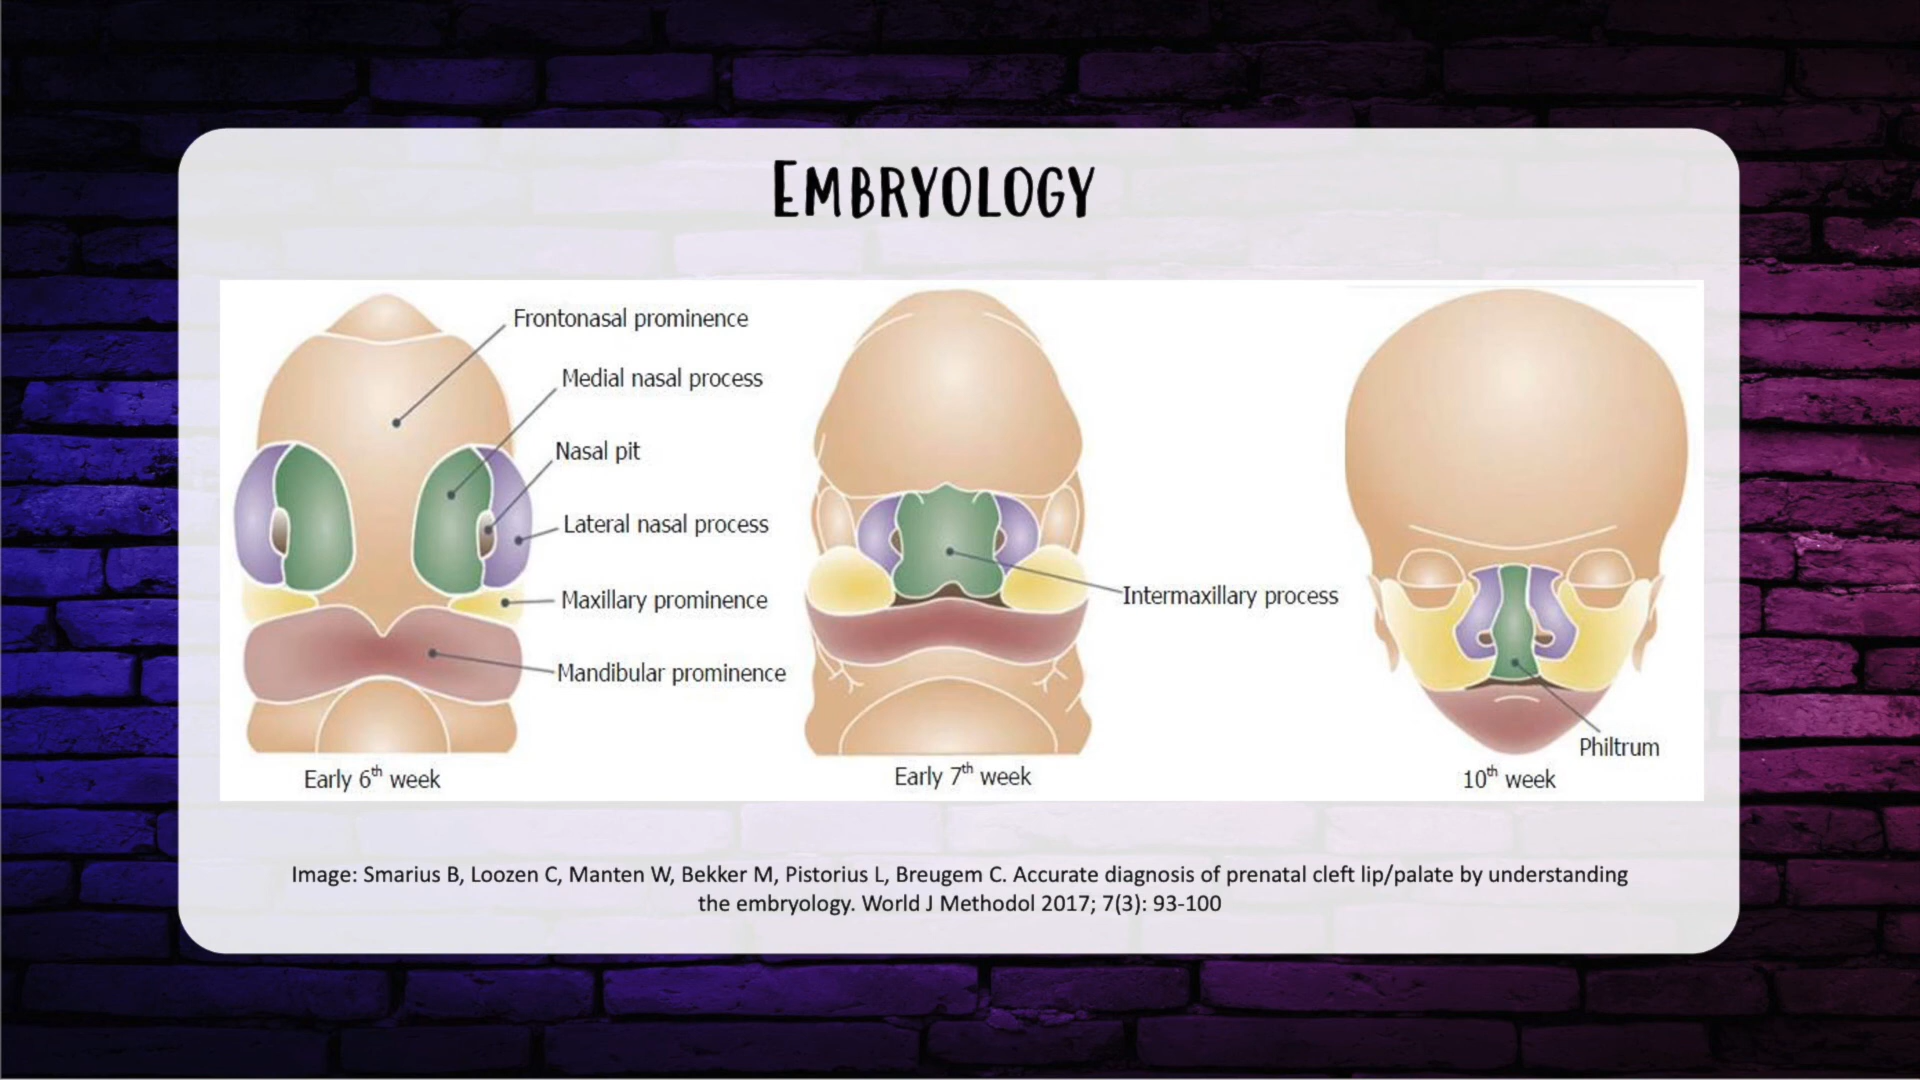 EMBRYOLOGY
Frontonasal prominence
Medial nasal process
Nasal pit
Lateral nasal process
Maxillary prominence
Mandibular prominence
Early 6th week
Intermaxillary process
Early 7th week
Philtrum
10th week
Image: Smarius B, Loozen C, Manten W, Bekker M, Pistorius L, Breugem C. Accurate diagnosis of prenatal cleft lip/palate by understanding
the embryology. World J Methodol 2017; 7(3): 93-100